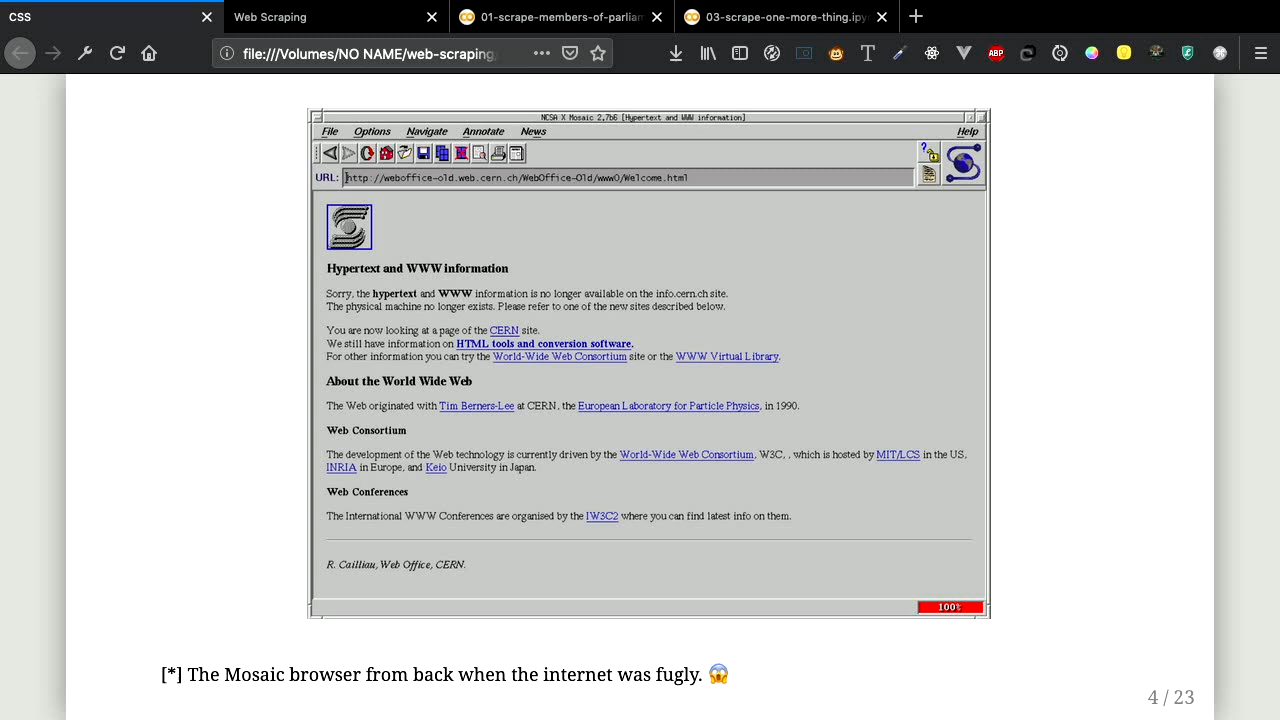 CSS
Web Scraping
01-scrape-members-of-parliam
03-scrape-one-more-thing.ipy
file:///Volumes/NO NAME/web-scraping
ABP
NCSA X Mosaic 2.7b6 [Hypertext and WWW information]
File Options Navigate Annotate News Help
URL: http://weboffice-old.web.cern.ch/WebOffice-Old/www0/Welcome.html
Hypertext and WWW information
Sorry, the hypertext and WWW information is no longer available on the info.cern.ch site.
The physical machine no longer exists. Please refer to one of the new sites described below.
You are now looking at a page of the CERN site.
We still have information on HTML tools and conversion software.
For other information you can try the World-Wide Web Consortium site or the WWW Virtual Library.
About the World Wide Web
The Web originated with Tim Berners-Lee at CERN, the European Laboratory for Particle Physics, in 1990.
Web Consortium
The development of the Web technology is currently driven by the World-Wide Web Consortium, W3C, , which is hosted by MIT/LCS in the US,
INRIA in Europe, and Keio University in Japan.
Web Conferences
The International WWW Conferences are organised by the IW3C2 where you can find latest info on them.
R. Cailliau, Web Office, CERN.
100%
[*] The Mosaic browser from back when the internet was fugly. 😱
4 / 23